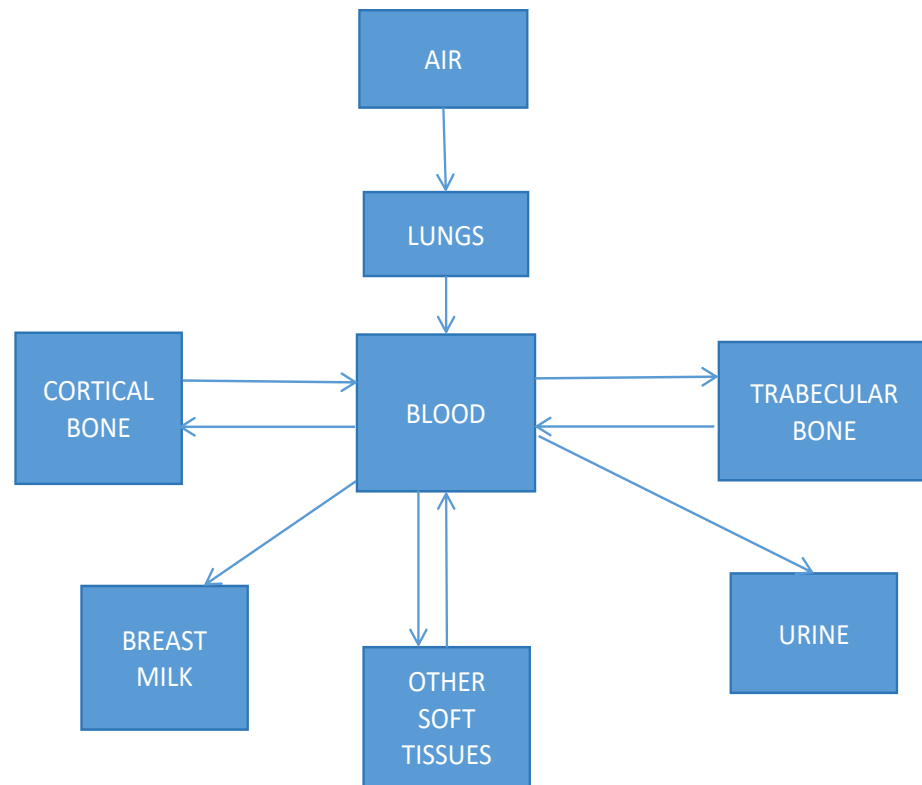 AIR
LUNGS
CORTICAL
BONE
BLOOD
TRABECULAR
BONE
BREAST
MILK
OTHER
SOFT
TISSUES
URINE